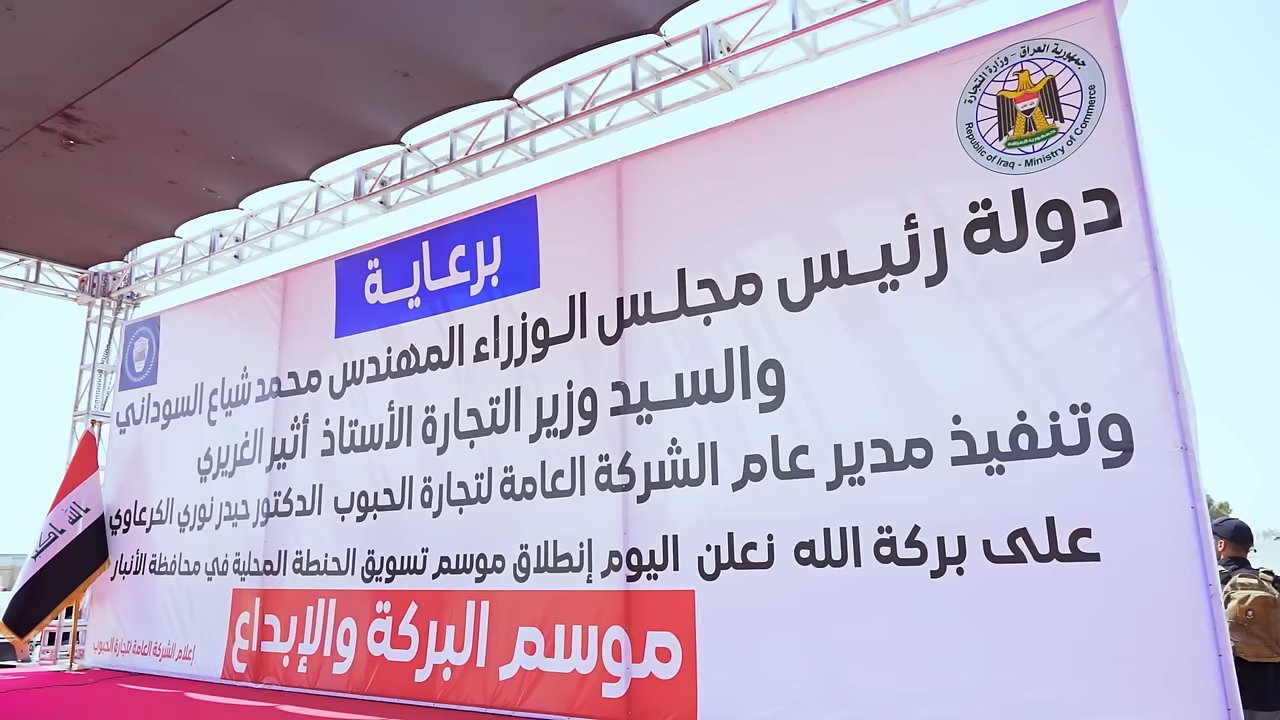 جمهورية العراق - وزارة التجارة
Republic of Iraq - Ministry of Commerce
برعاية
دولة رئيس مجلس الوزراء المهندس محمد شياع السوداني
والسيد وزير التجارة الأستاذ أثير الغريري
وتنفيذ مدير عام الشركة العامة لتجارة الحبوب الدكتور حيدر نوري الكرعاوي
على بركة الله نعلن اليوم إنطلاق موسم تسويق الحنطة المحلية في محافظة الأنبار
موسم البركة والإبداع
إعلام الشركة العامة لتجارة الحبوب